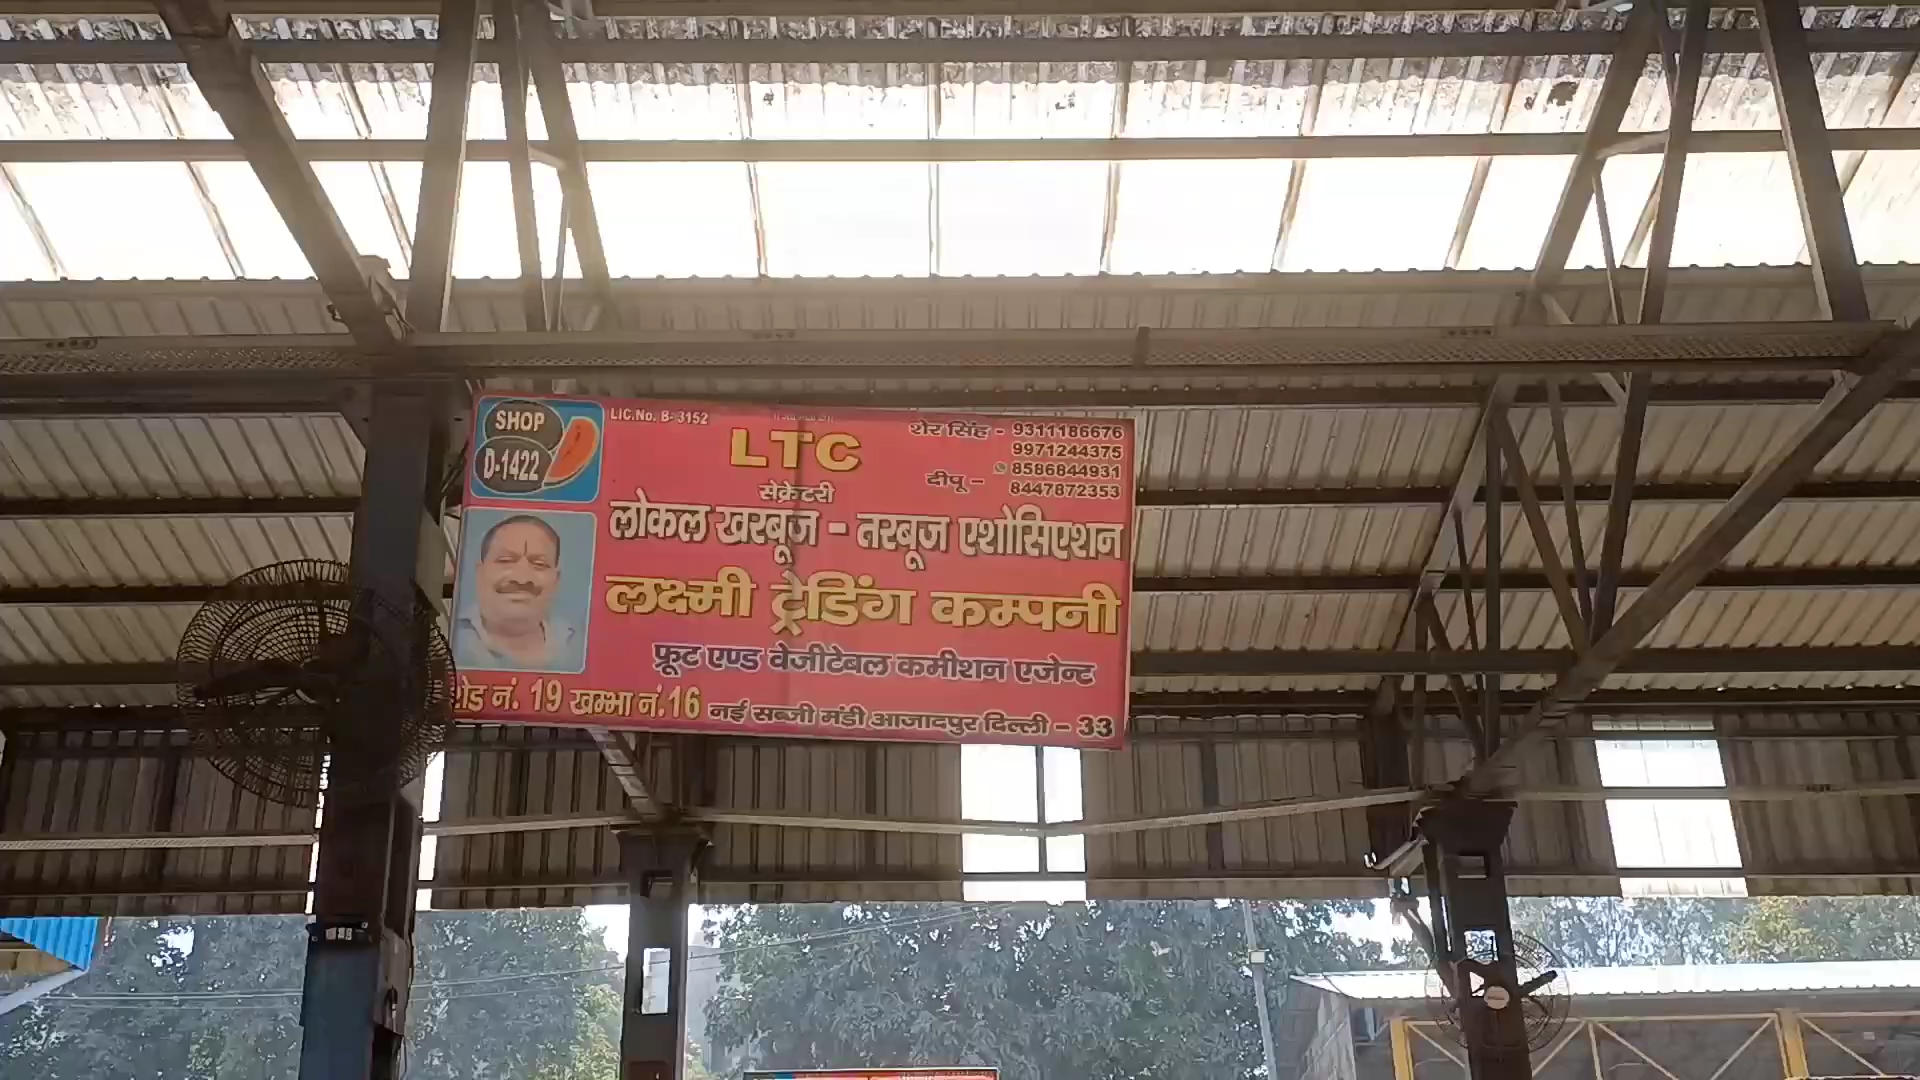 SHOP
D-1422
LIC.No. B-3152
LTC
शेर सिंह - 9311186676
9971244375
8586844931
दीपू - 8447872353
सेक्रेटरी
लोकल खरबूज - तरबूज एशोसिएशन
लक्ष्मी ट्रेडिंग कम्पनी
फ्रूट एण्ड वेजीटेबल कमीशन एजेन्ट
शेड नं. 19 खम्भा नं. 16 नई सब्जी मंडी आजादपुर दिल्ली - 33